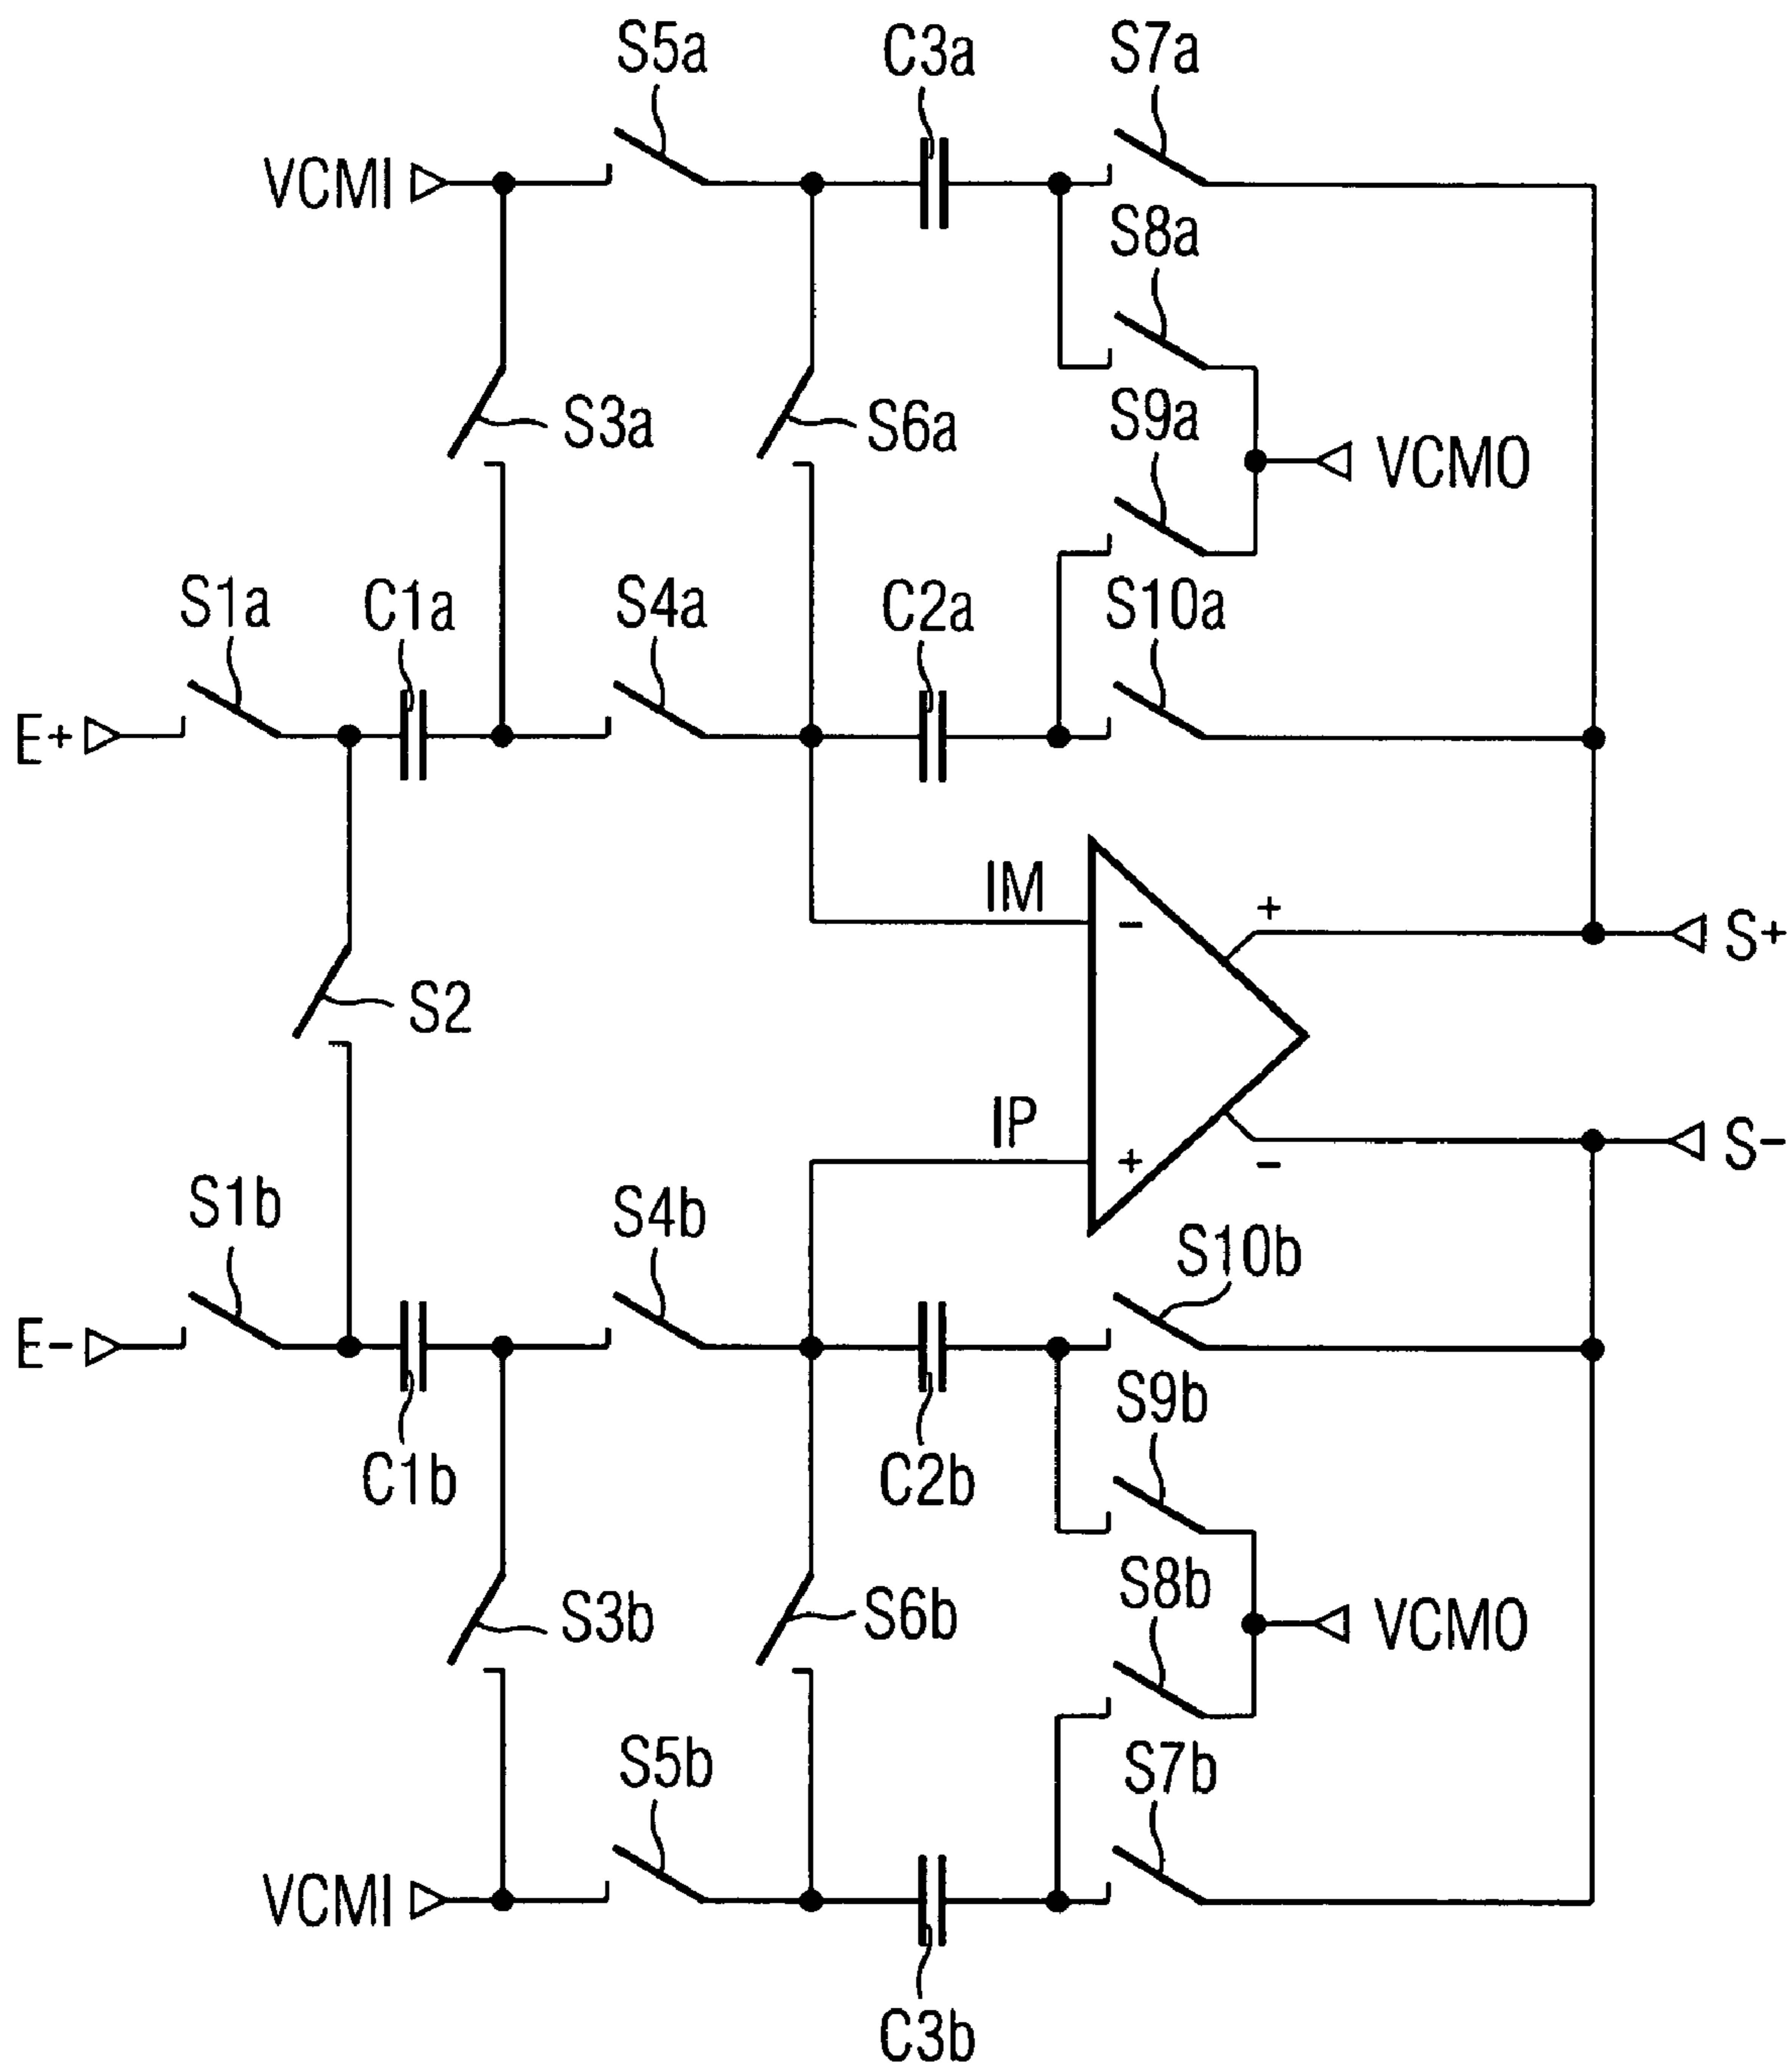 S5a C3a S7a
VCMI
S8a
S3a S6a S9a VCMO
S1a C1a S4a C2a S10a
E+
IM - + S+
S2
IP + - S-
S1b S4b S10b
E-
S9b
C1b C2b
S8b
S3b S6b VCMO
S5b S7b
VCMI
C3b